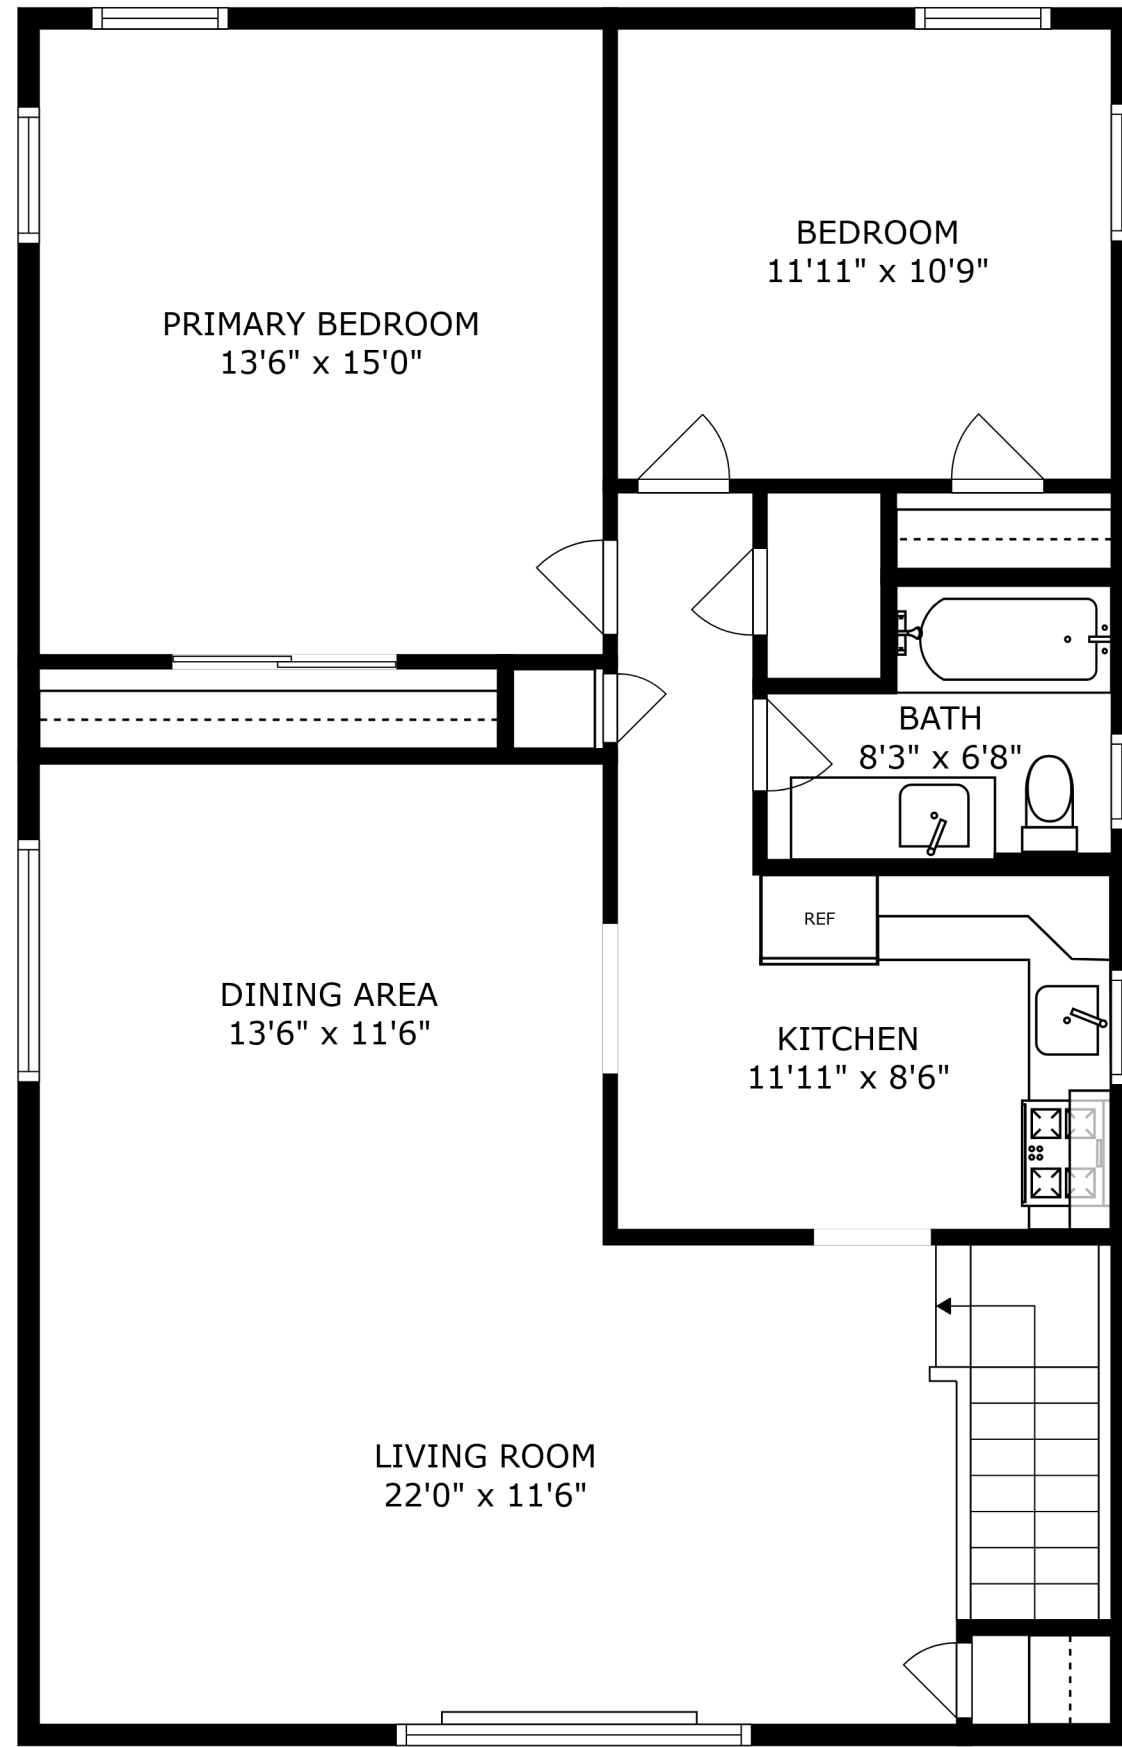 BEDROOM
11'11" x 10'9"
PRIMARY BEDROOM
13'6" x 15'0"
BATH
8'3" x 6'8"
REF
DINING AREA
13'6" x 11'6"
KITCHEN
11'11" x 8'6"
LIVING ROOM
22'0" x 11'6"